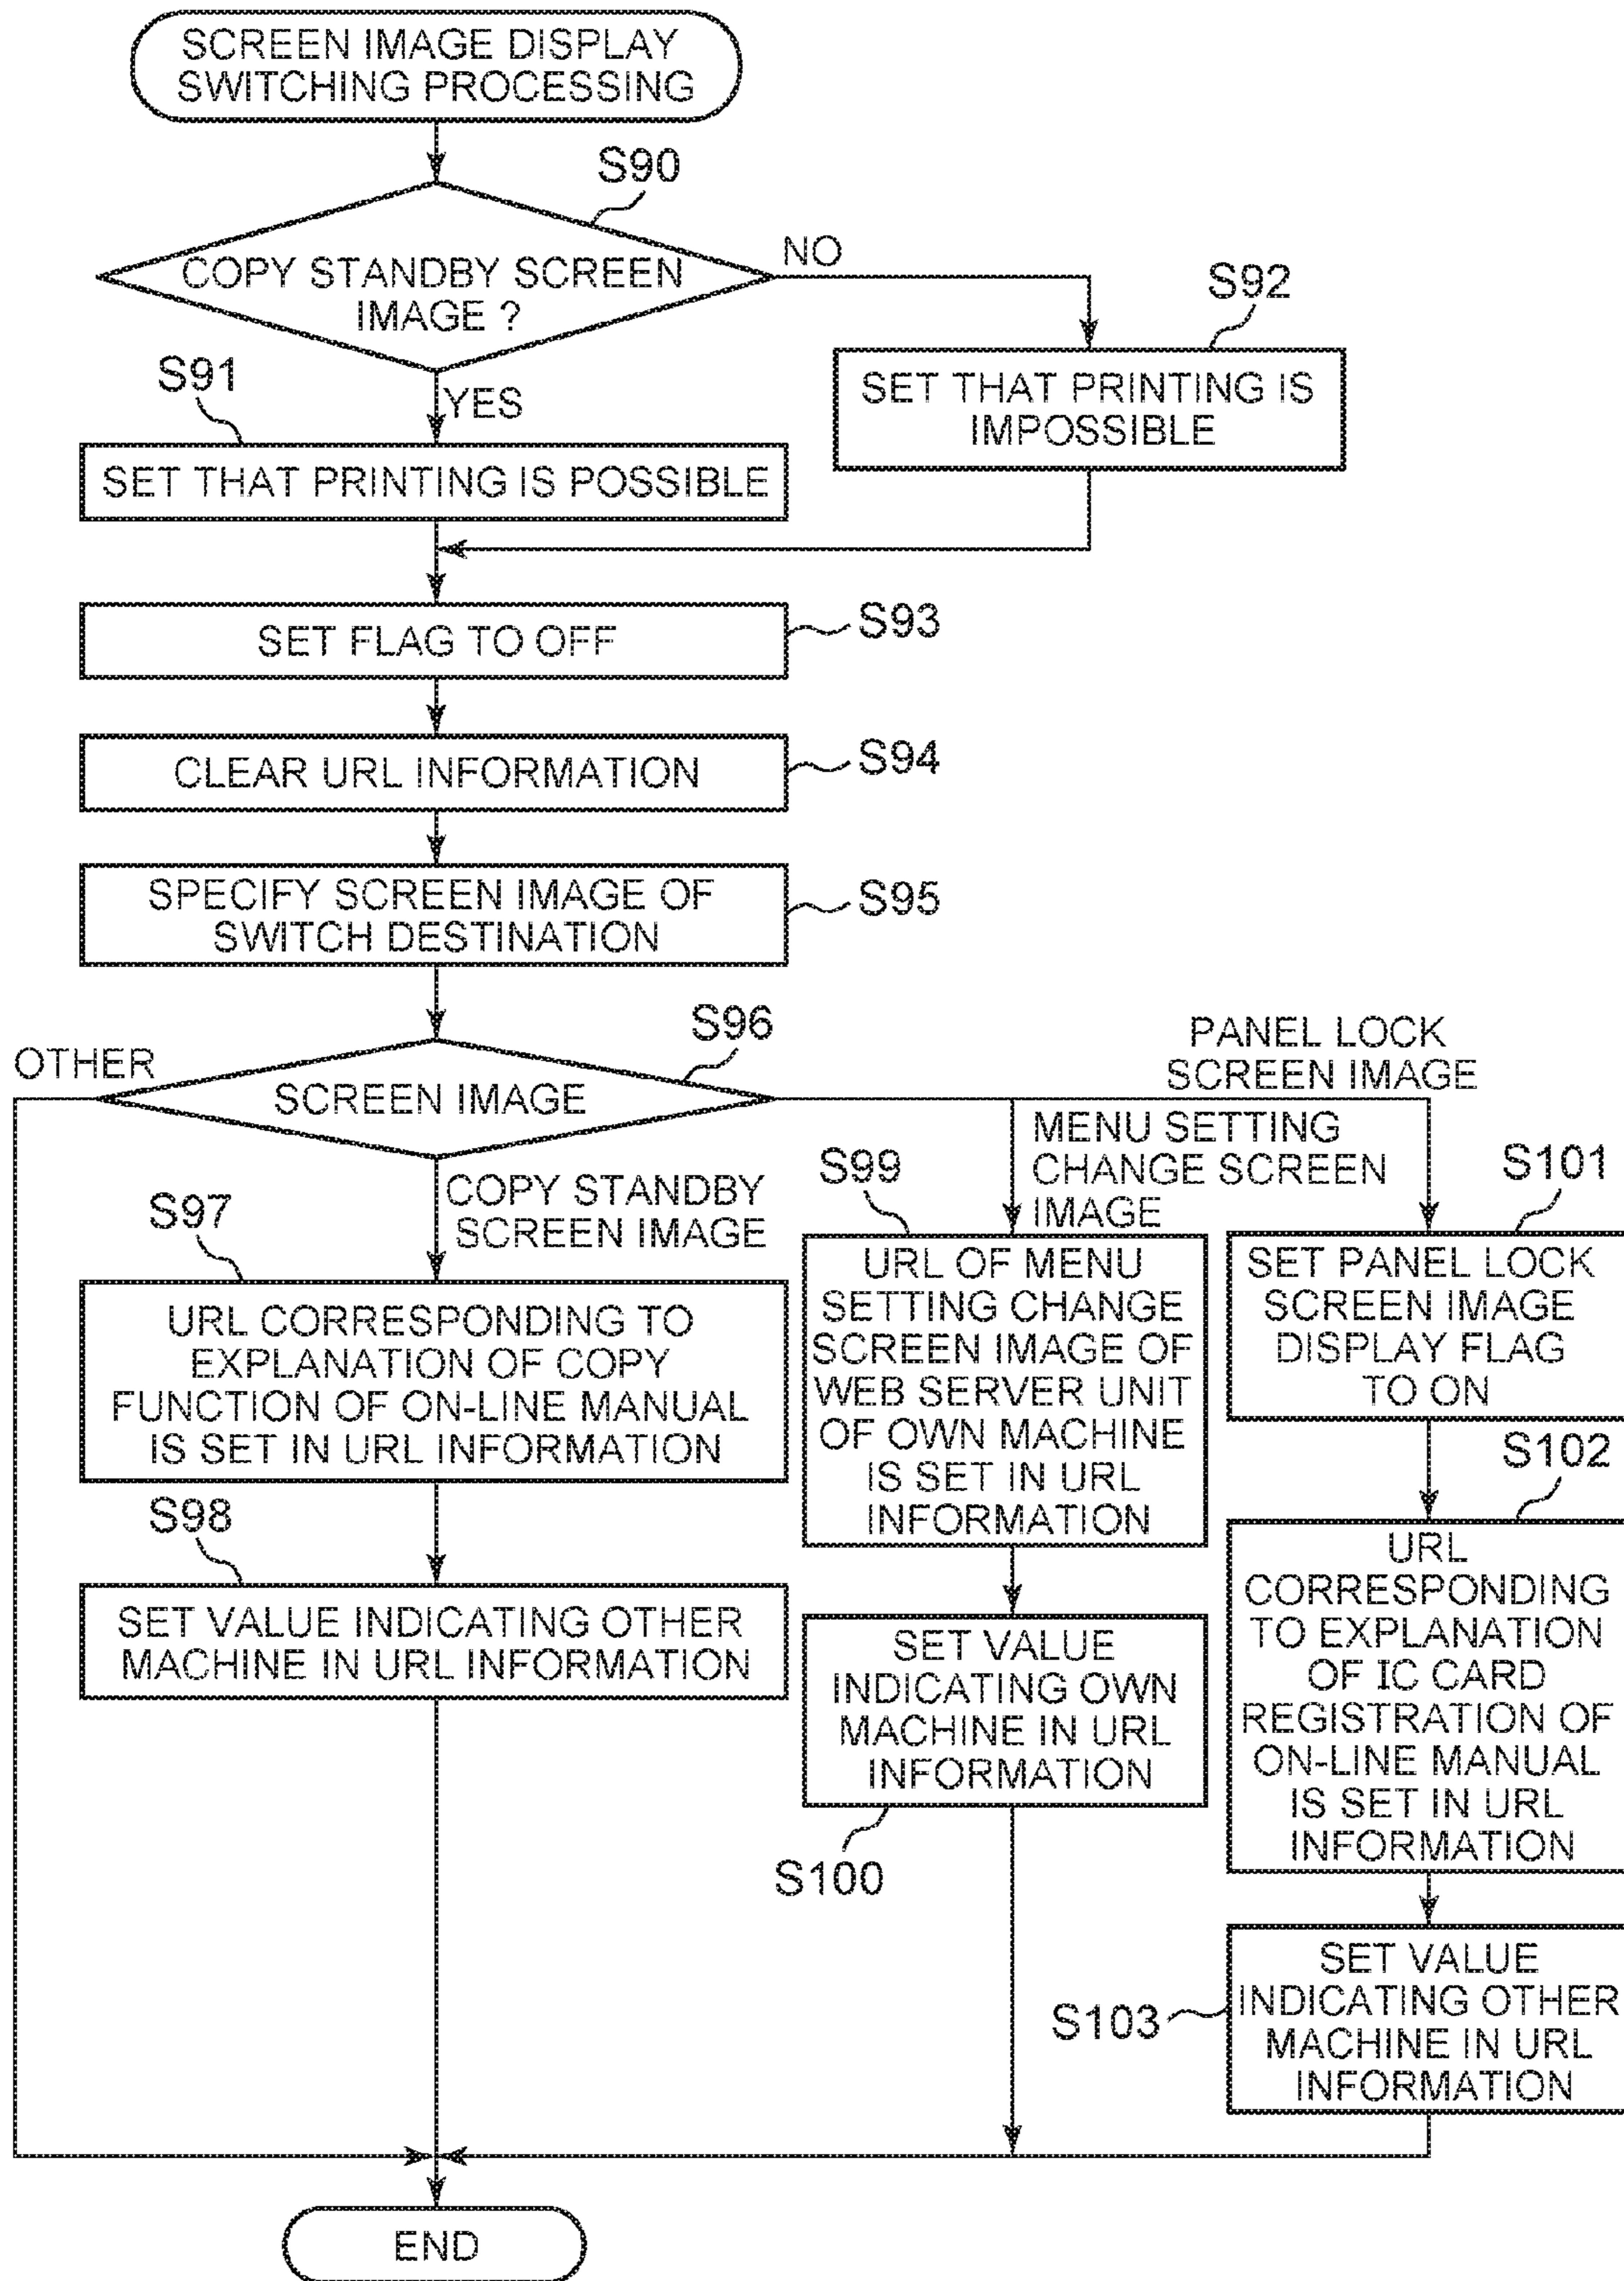 SCREEN IMAGE DISPLAY
SWITCHING PROCESSING
S90
COPY STANDBY SCREEN
IMAGE ?
NO
YES
S91
SET THAT PRINTING IS POSSIBLE
S92
SET THAT PRINTING IS
IMPOSSIBLE
SET FLAG TO OFF
S93
CLEAR URL INFORMATION
S94
SPECIFY SCREEN IMAGE OF
SWITCH DESTINATION
S95
S96
SCREEN IMAGE
OTHER
COPY STANDBY
SCREEN IMAGE
MENU SETTING
CHANGE SCREEN
IMAGE
PANEL LOCK
SCREEN IMAGE
S97
URL CORRESPONDING TO
EXPLANATION OF COPY
FUNCTION OF ON-LINE MANUAL
IS SET IN URL INFORMATION
S98
SET VALUE INDICATING OTHER
MACHINE IN URL INFORMATION
S99
URL OF MENU
SETTING CHANGE
SCREEN IMAGE OF
WEB SERVER UNIT
OF OWN MACHINE
IS SET IN URL
INFORMATION
SET VALUE
INDICATING OWN
MACHINE IN URL
INFORMATION
S100
S101
SET PANEL LOCK
SCREEN IMAGE
DISPLAY FLAG
TO ON
S102
URL
CORRESPONDING
TO EXPLANATION
OF IC CARD
REGISTRATION OF
ON-LINE MANUAL
IS SET IN URL
INFORMATION
S103
SET VALUE
INDICATING OTHER
MACHINE IN URL
INFORMATION
END